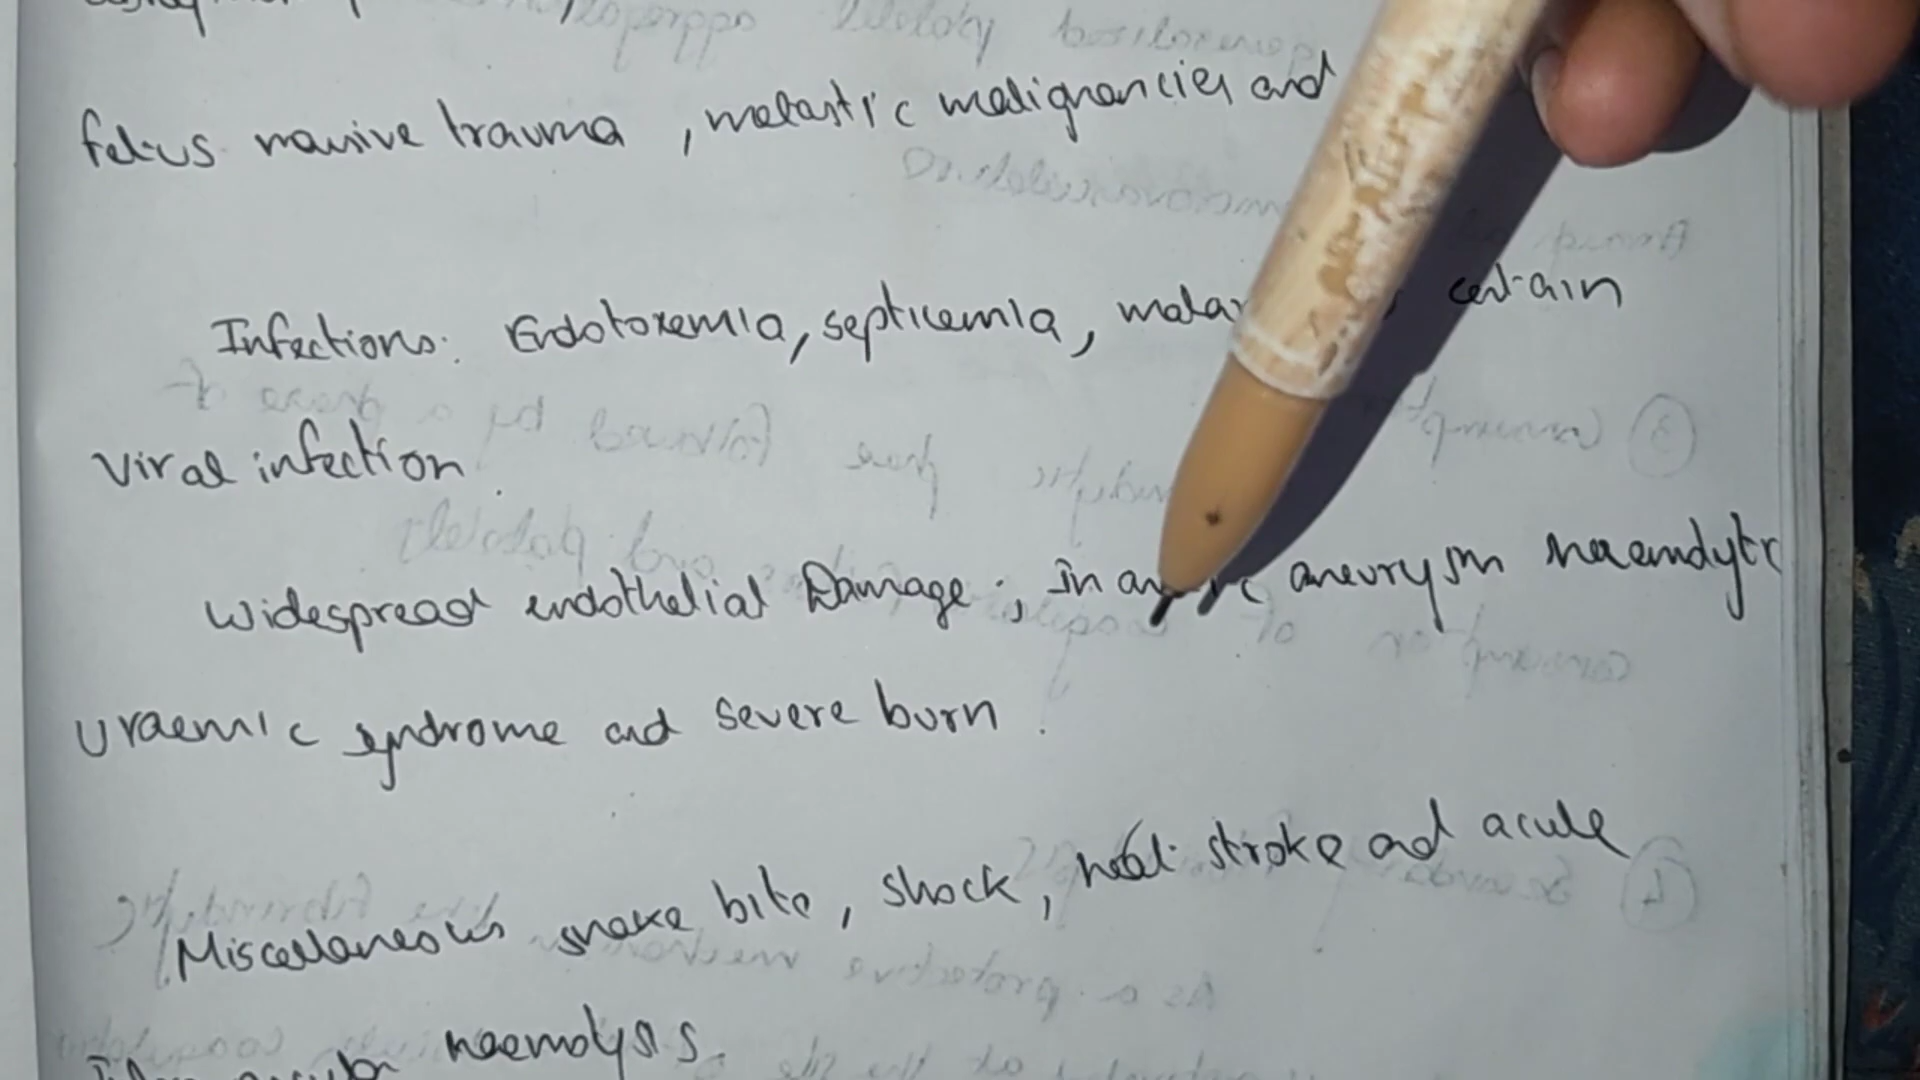 fetus massive trauma, metastic malignancies and
Infections: Endotoxemia, septicemia, certain
Viral infection.
Widespread endothelial Damage; In aneurysm haemolytic
Uraemic syndrome and severe burn.
Miscellaneous snake bite, shock, heat stroke and acute
haemolysis.